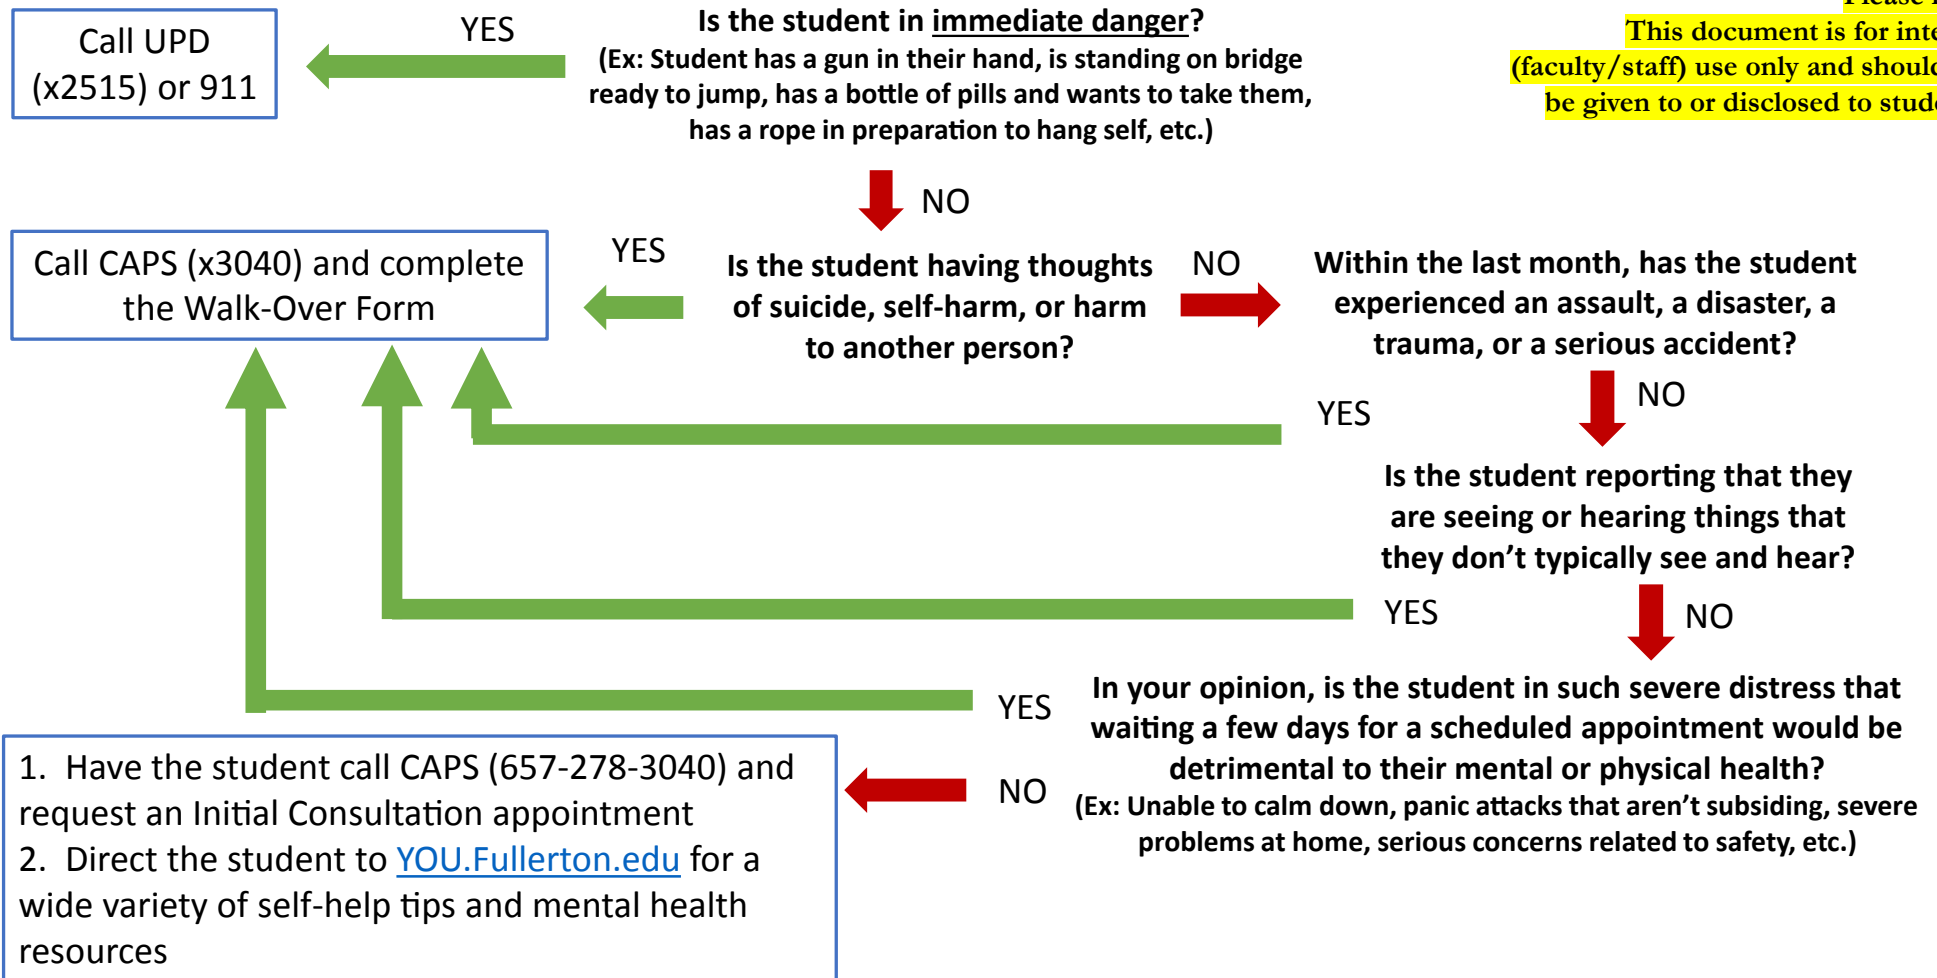 Is the student in immediate danger?
(Ex: Student has a gun in their hand, is standing on bridge
ready to jump, has a bottle of pills and wants to take them,
has a rope in preparation to hang self, etc.)
YES
Call UPD
(x2515) or 911
Please
This document is for
(faculty/staff) use only and should
be given to or disclosed to
NO
Is the student having thoughts
of suicide, self-harm, or harm
to another person?
YES
Call CAPS (x3040) and complete
the Walk-Over Form
NO
Within the last month, has the student
experienced an assault, a disaster, a
trauma, or a serious accident?
YES
NO
Is the student reporting that they
are seeing or hearing things that
they don't typically see and hear?
YES
NO
In your opinion, is the student in such severe distress that
waiting a few days for a scheduled appointment would be
detrimental to their mental or physical health?
(Ex: Unable to calm down, panic attacks that aren't subsiding, severe
problems at home, serious concerns related to safety, etc.)
YES
NO
1. Have the student call CAPS (657-278-3040) and
request an Initial Consultation appointment
2. Direct the student to YOU.Fullerton.edu for a
wide variety of self-help tips and mental health
resources